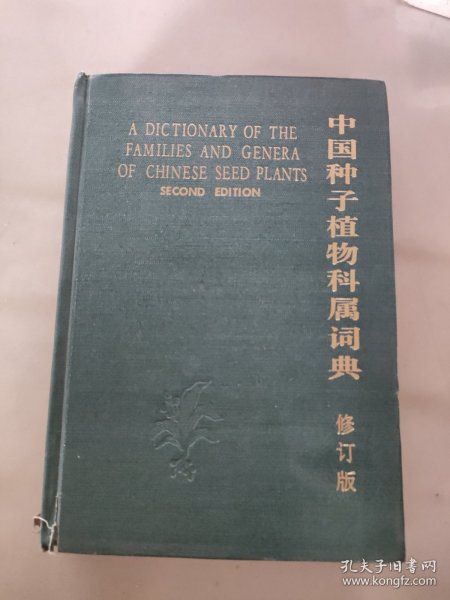 A DICTIONARY OF THE
FAMILIES AND GENERA
OF CHINESE SEED PLANTS
SECOND EDITION
中国种子植物科属词典
修订版
孔夫子旧书网
www.kongfz.com